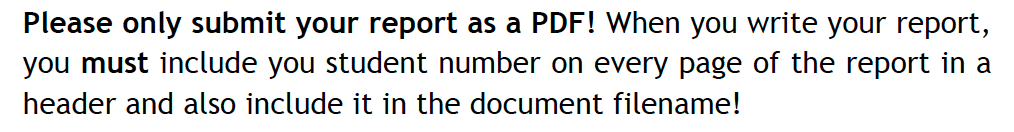 Please only submit your report as a PDF! When you write your report,
you must include you student number on every page of the report in a
header and also include it in the document filename!